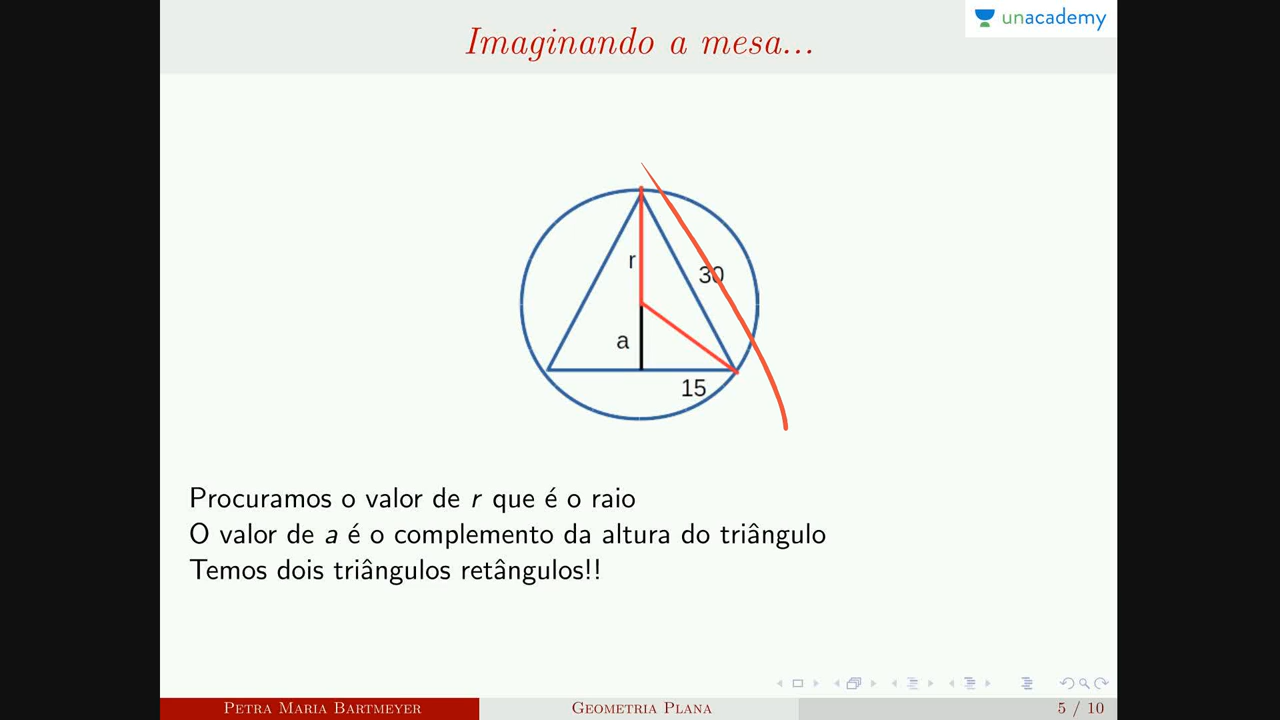 unacademy
Imaginando a mesa...
r
30
a
15
Procuramos o valor de r que é o raio
O valor de a é o complemento da altura do triângulo
Temos dois triângulos retângulos!!
Petra Maria Bartmeyer
Geometria Plana
5 / 10